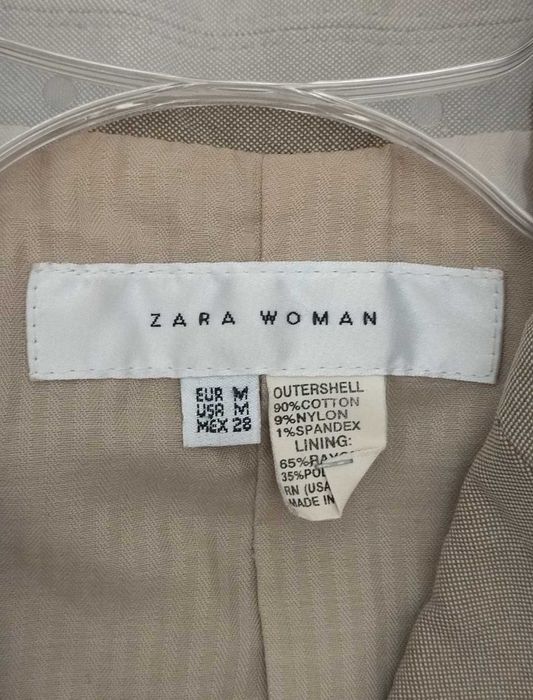 ZARA WOMAN
EUR M
USA M
MEX 28
OUTERSHELL
90%COTTON
9%NYLON
1%SPANDEX
LINING:
65%
35%
RN (USA
MADE IN